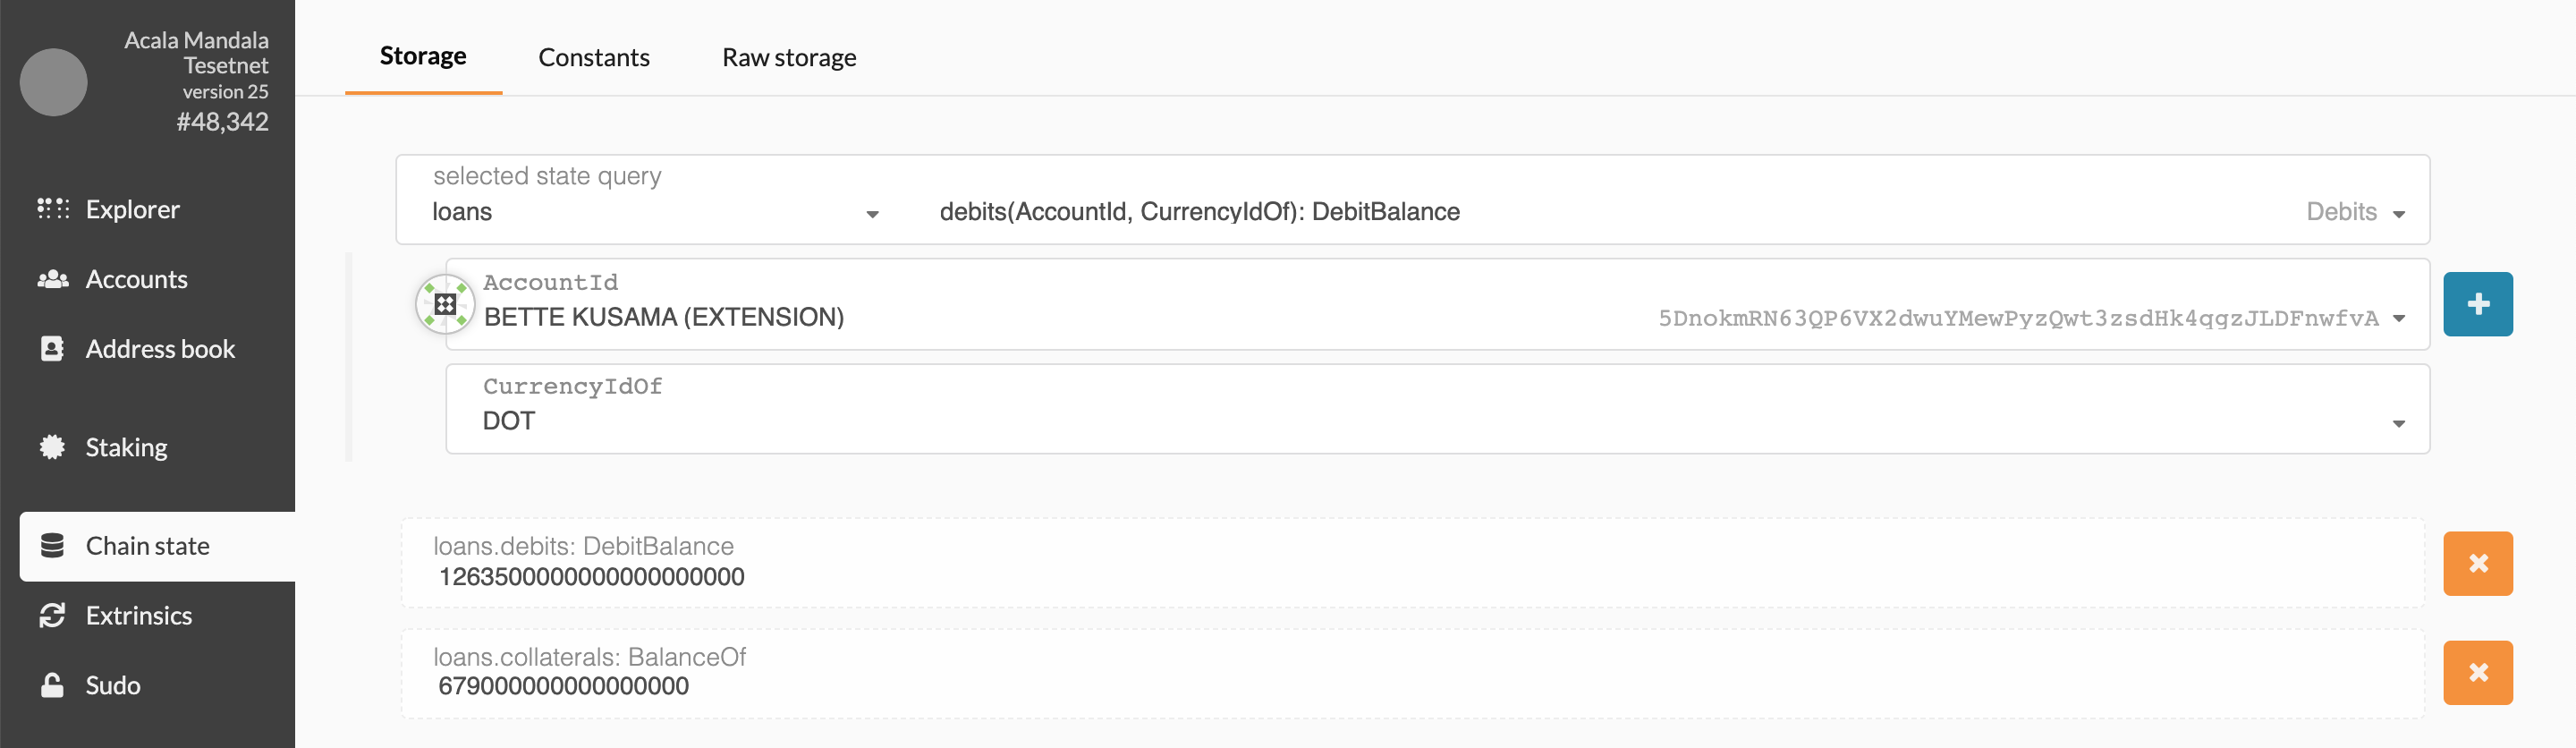 Acala Mandala
Tesetnet
version 25
#48,342
Explorer
Accounts
Address book
Staking
Chain state
Extrinsics
Sudo
Storage Constants Raw storage
selected state query
loans debits(AccountId, CurrencyIdOf): DebitBalance Debits
AccountId
BETTE KUSAMA (EXTENSION) 5DnokmRN63QP6VX2dwuYMewPyzQwt3zsdHk4qgzJLDFnwfvA
CurrencyIdOf
DOT
loans.debits: DebitBalance
1263500000000000000000
loans.collaterals: BalanceOf
679000000000000000